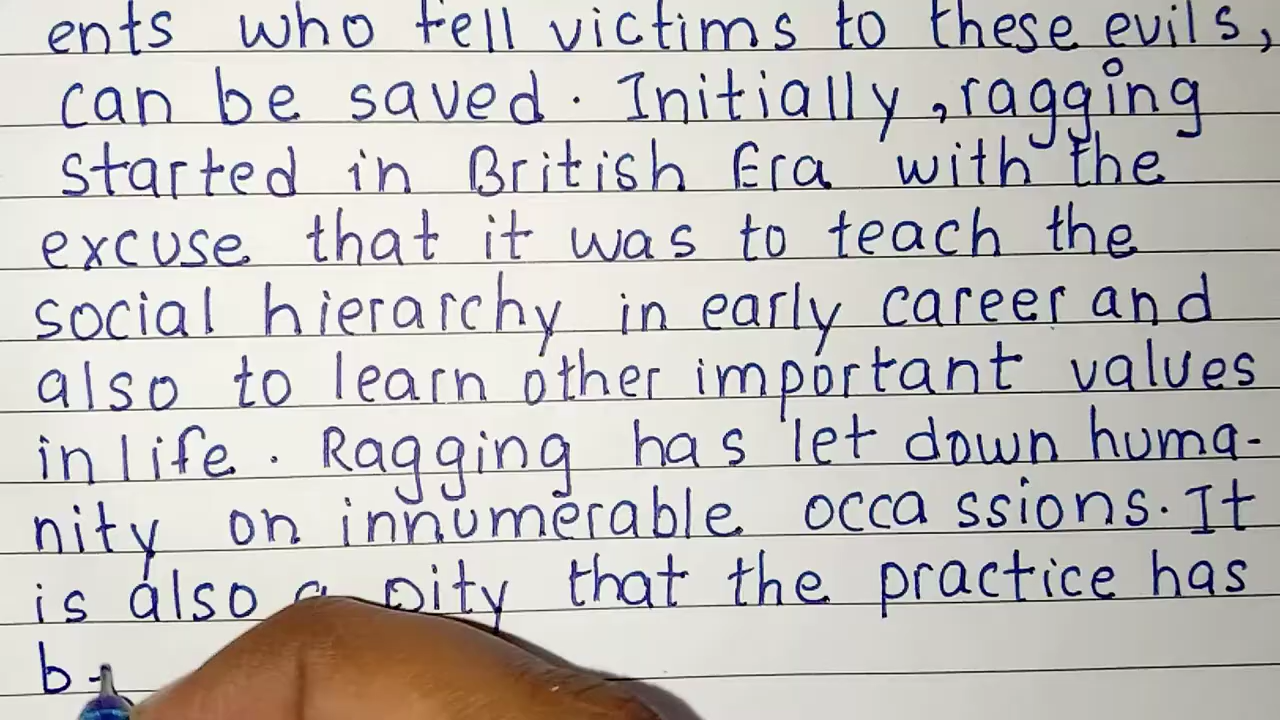 ents who fell victims to these evils,
can be saved. Initially, ragging
started in British Era with the
excuse that it was to teach the
social hierarchy in early career and
also to learn other important values
in life. Ragging has let down huma-
nity on innumerable occassions. It
is also a pity that the practice has
b